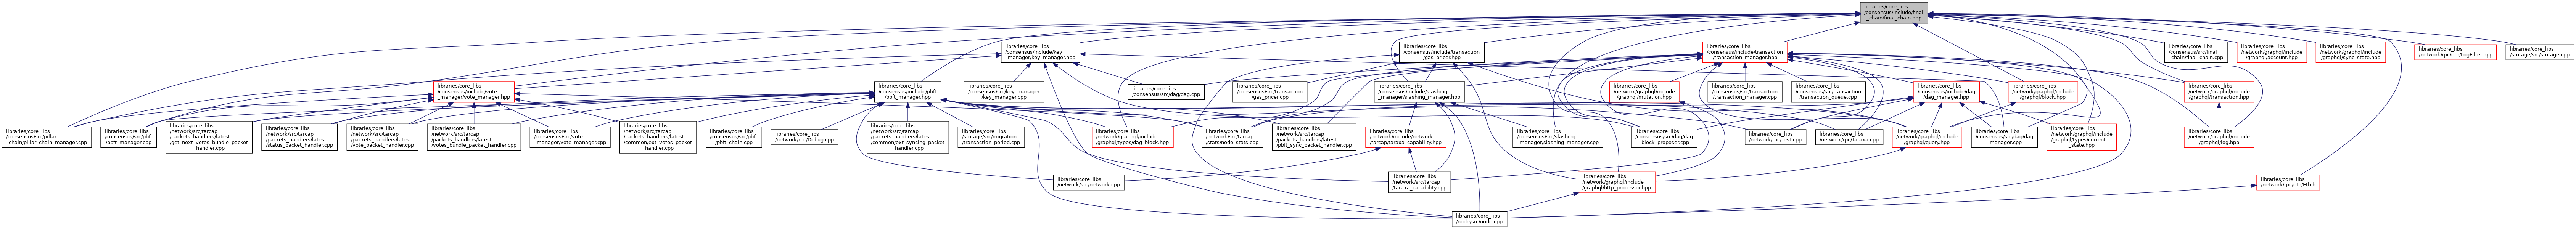 libraries/core_libs
/consensus/include/final
_chain/final_chain.hpp
libraries/core_libs
/consensus/include/key
_manager/key_manager.hpp
libraries/core_libs
/consensus/include/transaction
/gas_pricer.hpp
libraries/core_libs
/consensus/include/transaction
/transaction_manager.hpp
libraries/core_libs
/consensus/src/final
_chain/final_chain.cpp
libraries/core_libs
/network/graphql/include
/graphql/account.hpp
libraries/core_libs
/network/graphql/include
/graphql/sync_state.hpp
libraries/core_libs
/network/rpc/eth/LogFilter.hpp
libraries/core_libs
/storage/src/storage.cpp
libraries/core_libs
/consensus/include/vote
_manager/vote_manager.hpp
libraries/core_libs
/consensus/include/pbft
/pbft_manager.hpp
libraries/core_libs
/consensus/src/key_manager
/key_manager.cpp
libraries/core_libs
/consensus/src/dag/dag.cpp
libraries/core_libs
/consensus/src/transaction
/gas_pricer.cpp
libraries/core_libs
/consensus/include/slashing
_manager/slashing_manager.hpp
libraries/core_libs
/network/graphql/include
/graphql/mutation.hpp
libraries/core_libs
/consensus/src/transaction
/transaction_manager.cpp
libraries/core_libs
/consensus/src/transaction
/transaction_queue.cpp
libraries/core_libs
/consensus/include/dag
/dag_manager.hpp
libraries/core_libs
/network/graphql/include
/graphql/block.hpp
libraries/core_libs
/network/graphql/include
/graphql/transaction.hpp
libraries/core_libs
/consensus/src/pillar
_chain/pillar_chain_manager.cpp
libraries/core_libs
/consensus/src/pbft
/pbft_manager.cpp
libraries/core_libs
/network/src/tarcap
/packets_handlers/latest
/get_next_votes_bundle_packet
_handler.cpp
libraries/core_libs
/network/src/tarcap
/packets_handlers/latest
/status_packet_handler.cpp
libraries/core_libs
/network/src/tarcap
/packets_handlers/latest
/vote_packet_handler.cpp
libraries/core_libs
/network/src/tarcap
/packets_handlers/latest
/votes_bundle_packet_handler.cpp
libraries/core_libs
/consensus/src/vote
_manager/vote_manager.cpp
libraries/core_libs
/network/src/tarcap
/packets_handlers/latest
/common/ext_votes_packet
_handler.cpp
libraries/core_libs
/consensus/src/pbft
/pbft_chain.cpp
libraries/core_libs
/network/rpc/Debug.cpp
libraries/core_libs
/network/src/tarcap
/packets_handlers/latest
/common/ext_syncing_packet
_handler.cpp
libraries/core_libs
/storage/src/migration
/transaction_period.cpp
libraries/core_libs
/network/graphql/include
/graphql/types/dag_block.hpp
libraries/core_libs
/network/include/network
/tarcap/taraxa_capability.hpp
libraries/core_libs
/network/src/tarcap
/stats/node_stats.cpp
libraries/core_libs
/network/src/tarcap
/packets_handlers/latest
/pbft_sync_packet_handler.cpp
libraries/core_libs
/consensus/src/slashing
_manager/slashing_manager.cpp
libraries/core_libs
/consensus/src/dag/dag
_block_proposer.cpp
libraries/core_libs
/network/rpc/Test.cpp
libraries/core_libs
/network/rpc/Taraxa.cpp
libraries/core_libs
/network/graphql/include
/graphql/query.hpp
libraries/core_libs
/consensus/src/dag/dag
_manager.cpp
libraries/core_libs
/network/graphql/include
/graphql/types/current
_state.hpp
libraries/core_libs
/network/graphql/include
/graphql/log.hpp
libraries/core_libs
/network/src/network.cpp
libraries/core_libs
/network/src/tarcap
/taraxa_capability.cpp
libraries/core_libs
/network/graphql/include
/graphql/http_processor.hpp
libraries/core_libs
/network/rpc/eth/Eth.h
libraries/core_libs
/node/src/node.cpp